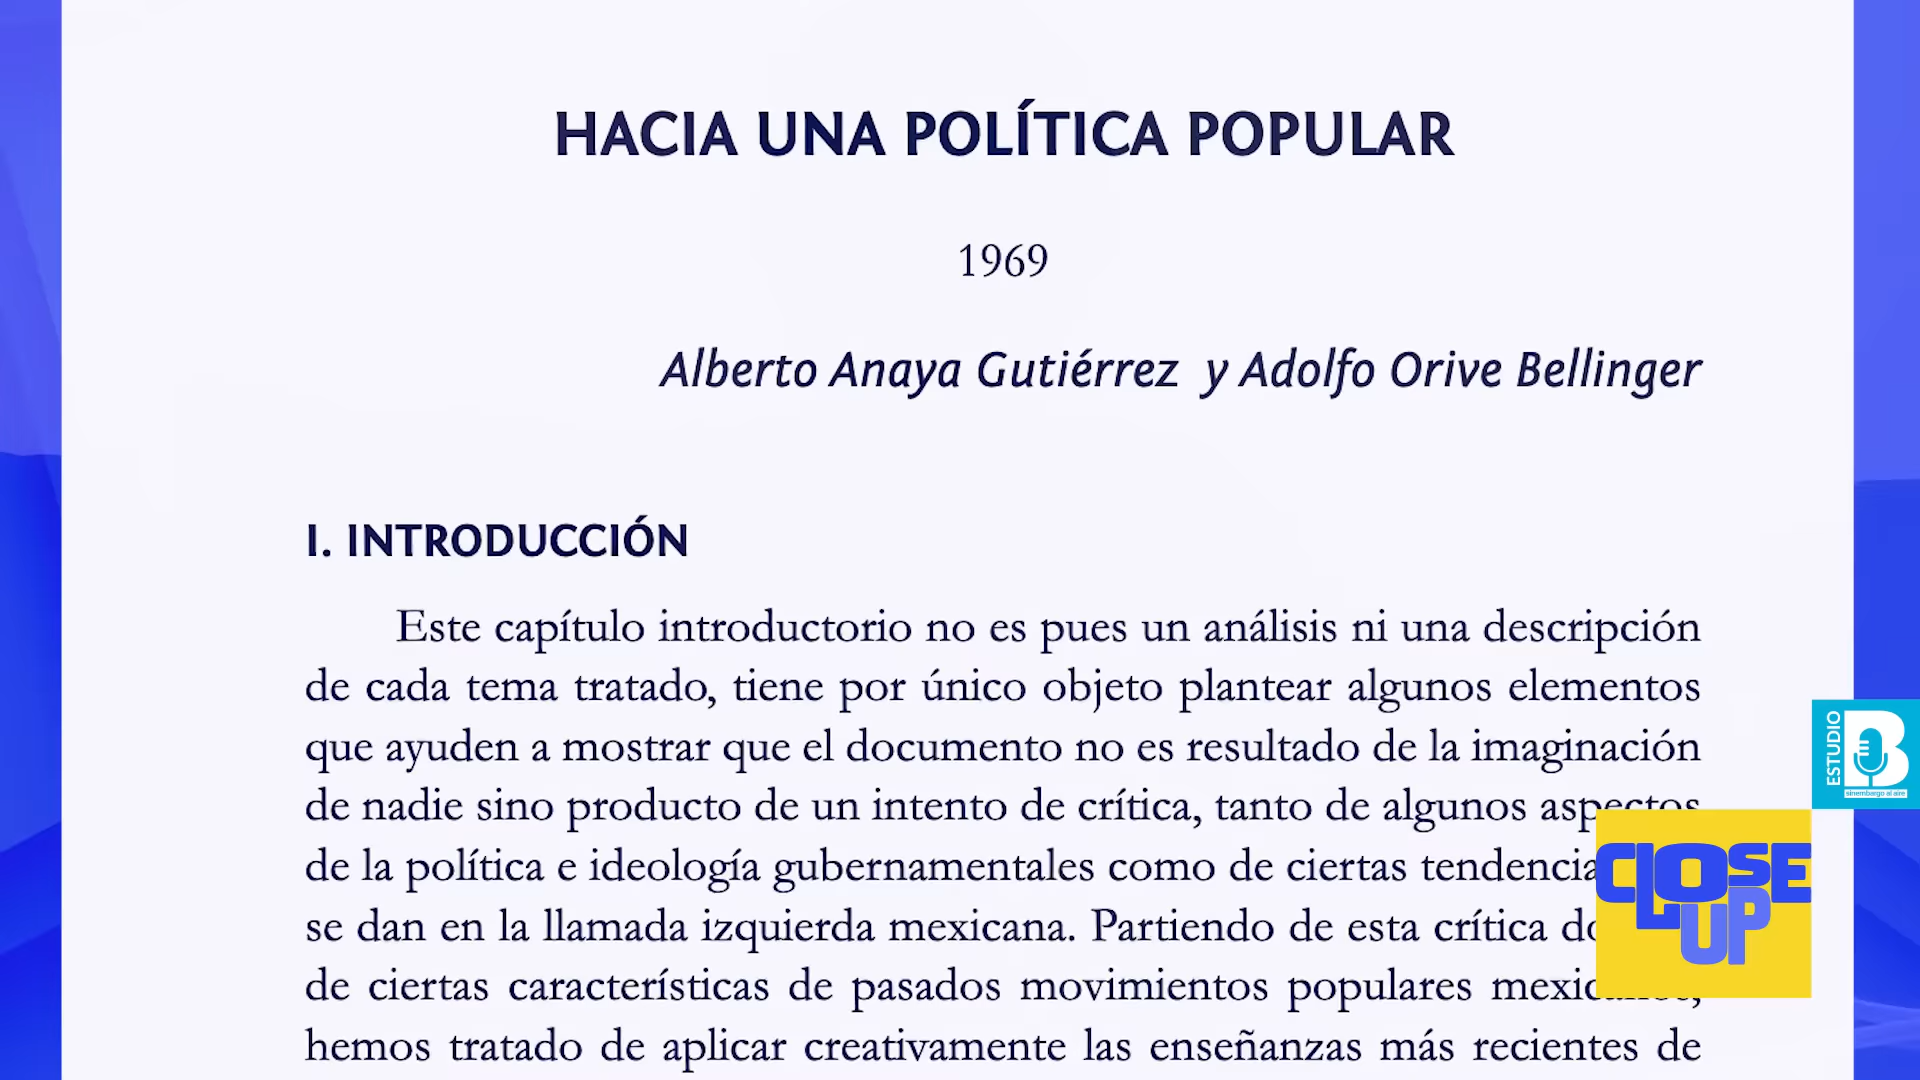 HACIA UNA POLÍTICA POPULAR
1969
Alberto Anaya Gutiérrez y Adolfo Orive Bellinger
I. INTRODUCCIÓN
Este capítulo introductorio no es pues un análisis ni una descripción
de cada tema tratado, tiene por único objeto plantear algunos elementos
que ayuden a mostrar que el documento no es resultado de la imaginación
de nadie sino producto de un intento de crítica, tanto de algunos aspectos
de la política e ideología gubernamentales como de ciertas
se dan en la llamada izquierda mexicana. Partiendo de esta crítica
de ciertas características de pasados movimientos populares
hemos tratado de aplicar creativamente las enseñanzas más recientes de
ESTUDIO
B
sinembargo al aire
CLOSE
UP